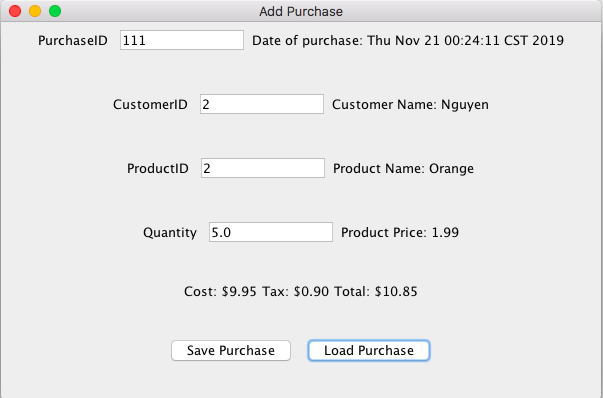 Add Purchase
PurchaseID 111 Date of purchase: Thu Nov 21 00:24:11 CST 2019
CustomerID 2 Customer Name: Nguyen
ProductID 2 Product Name: Orange
Quantity 5.0 Product Price: 1.99
Cost: $9.95 Tax: $0.90 Total: $10.85
Save Purchase Load Purchase